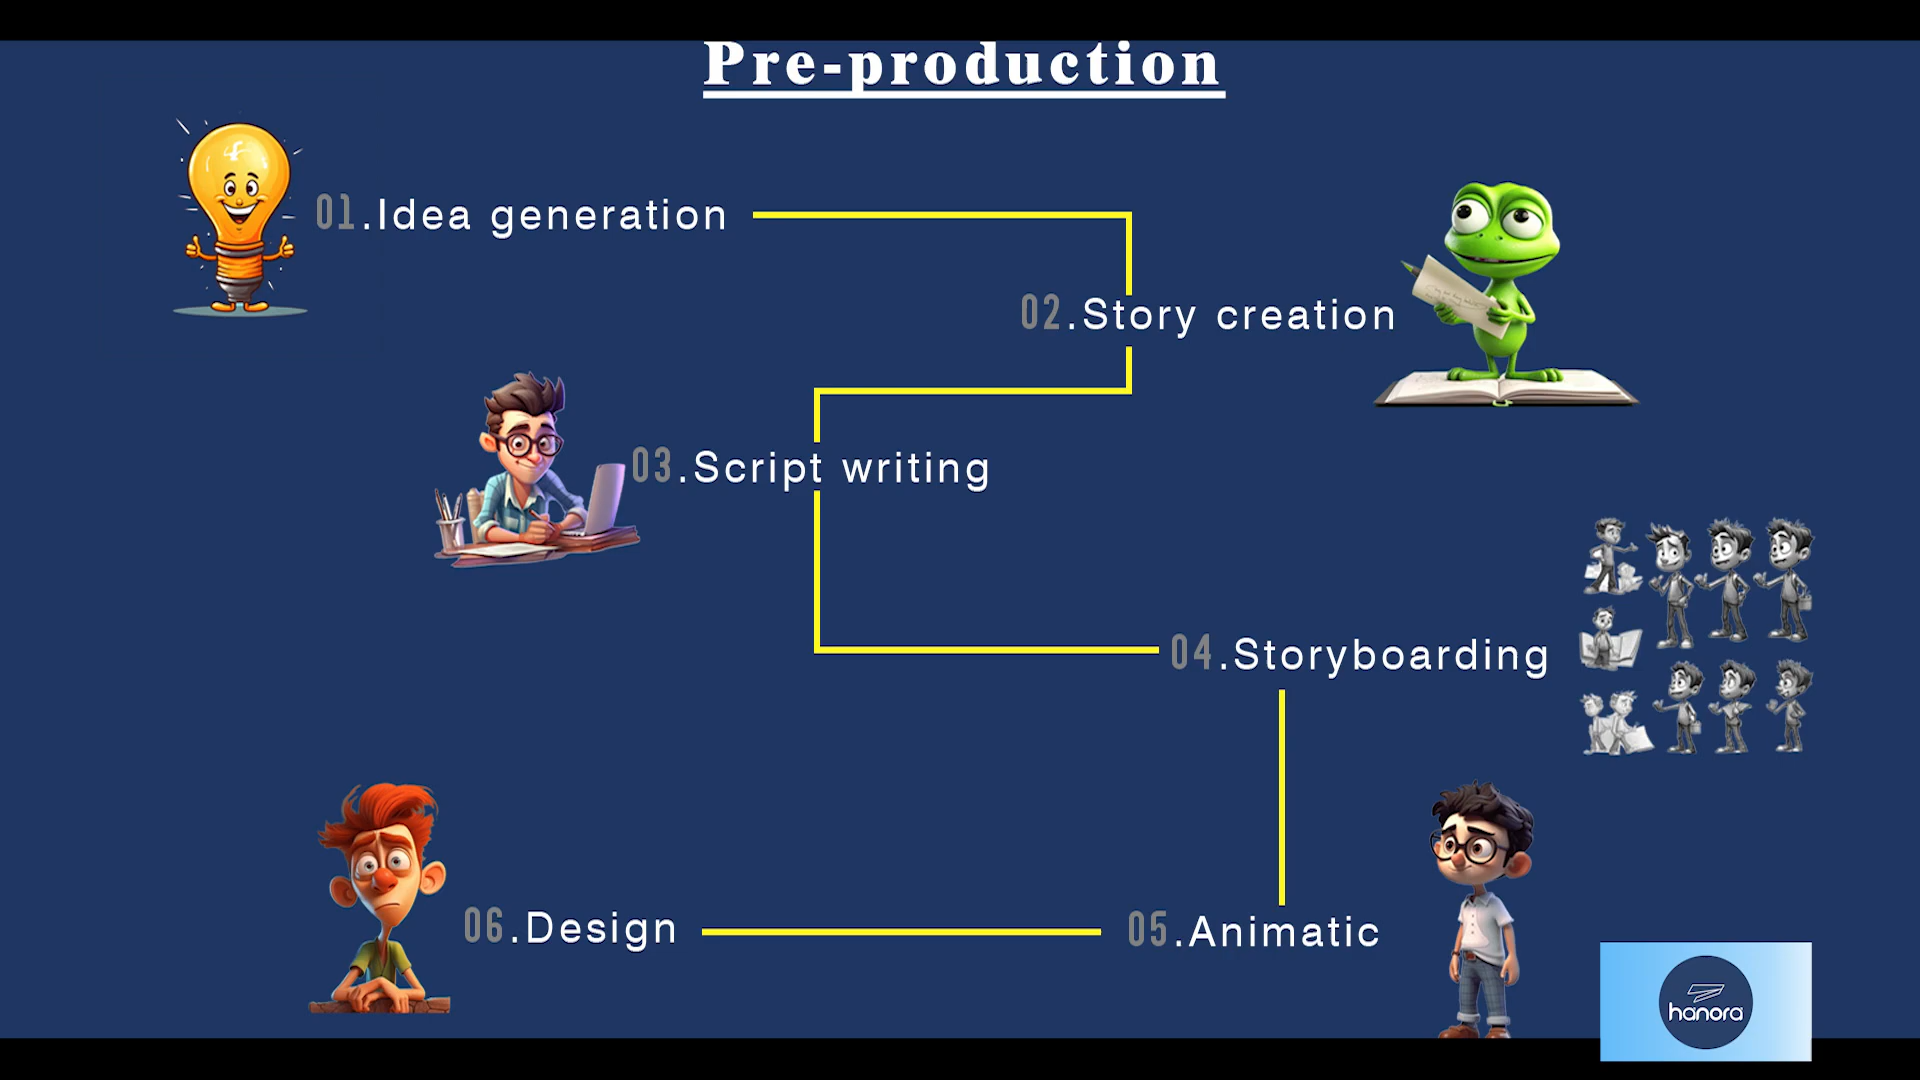 Pre-production
01.Idea generation
02.Story creation
03.Script writing
04.Storyboarding
06.Design
05.Animatic
hanora